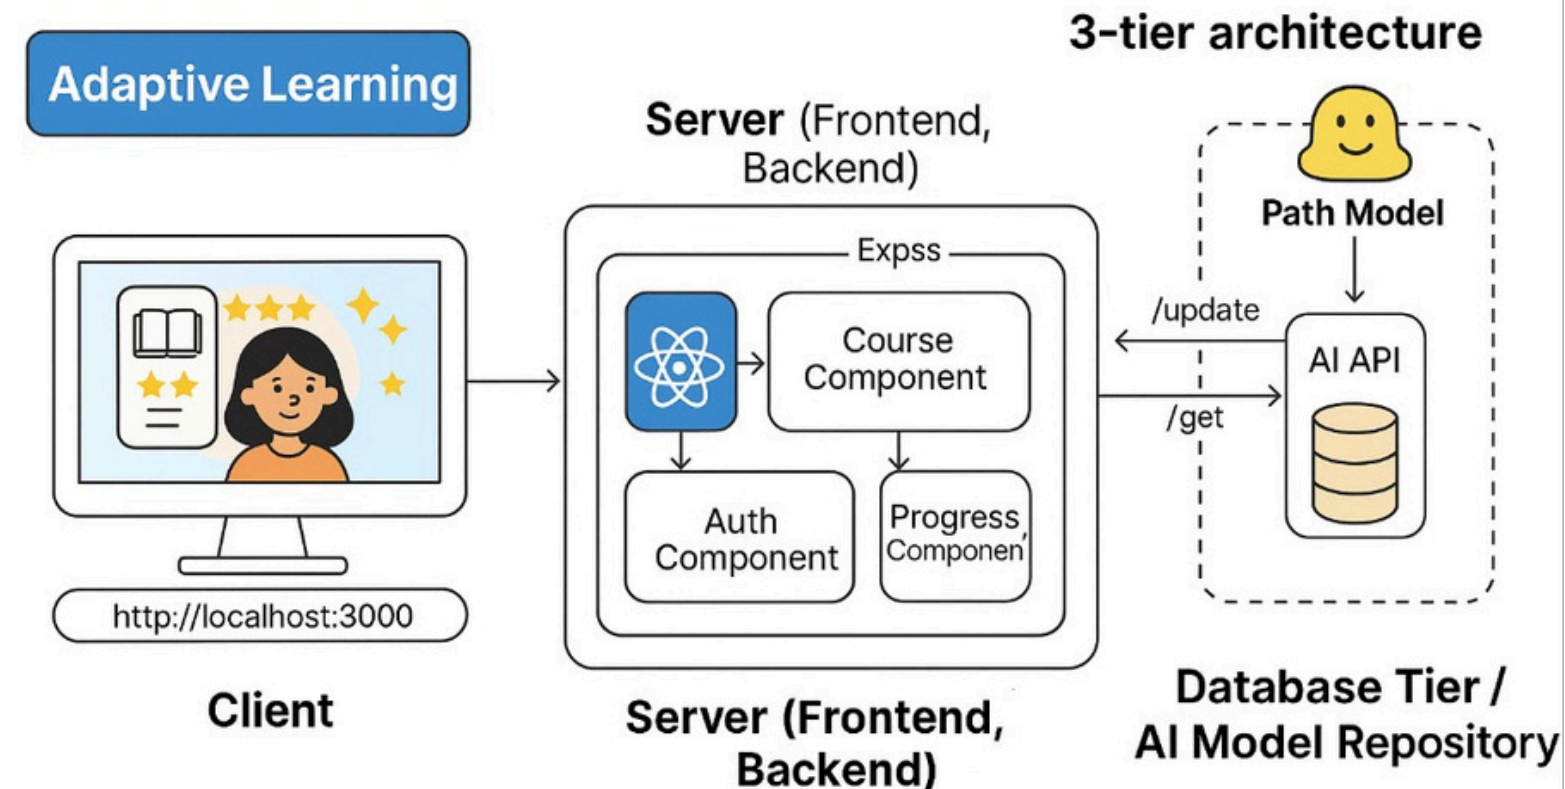 Adaptive Learning
3-tier architecture
Server (Frontend,
Backend)
Expss
Path Model
Course
Component
/update
AI API
/get
Auth
Component
Progress,
Componen
http://localhost:3000
Client
Server (Frontend,
Backend)
Database Tier /
AI Model Repository